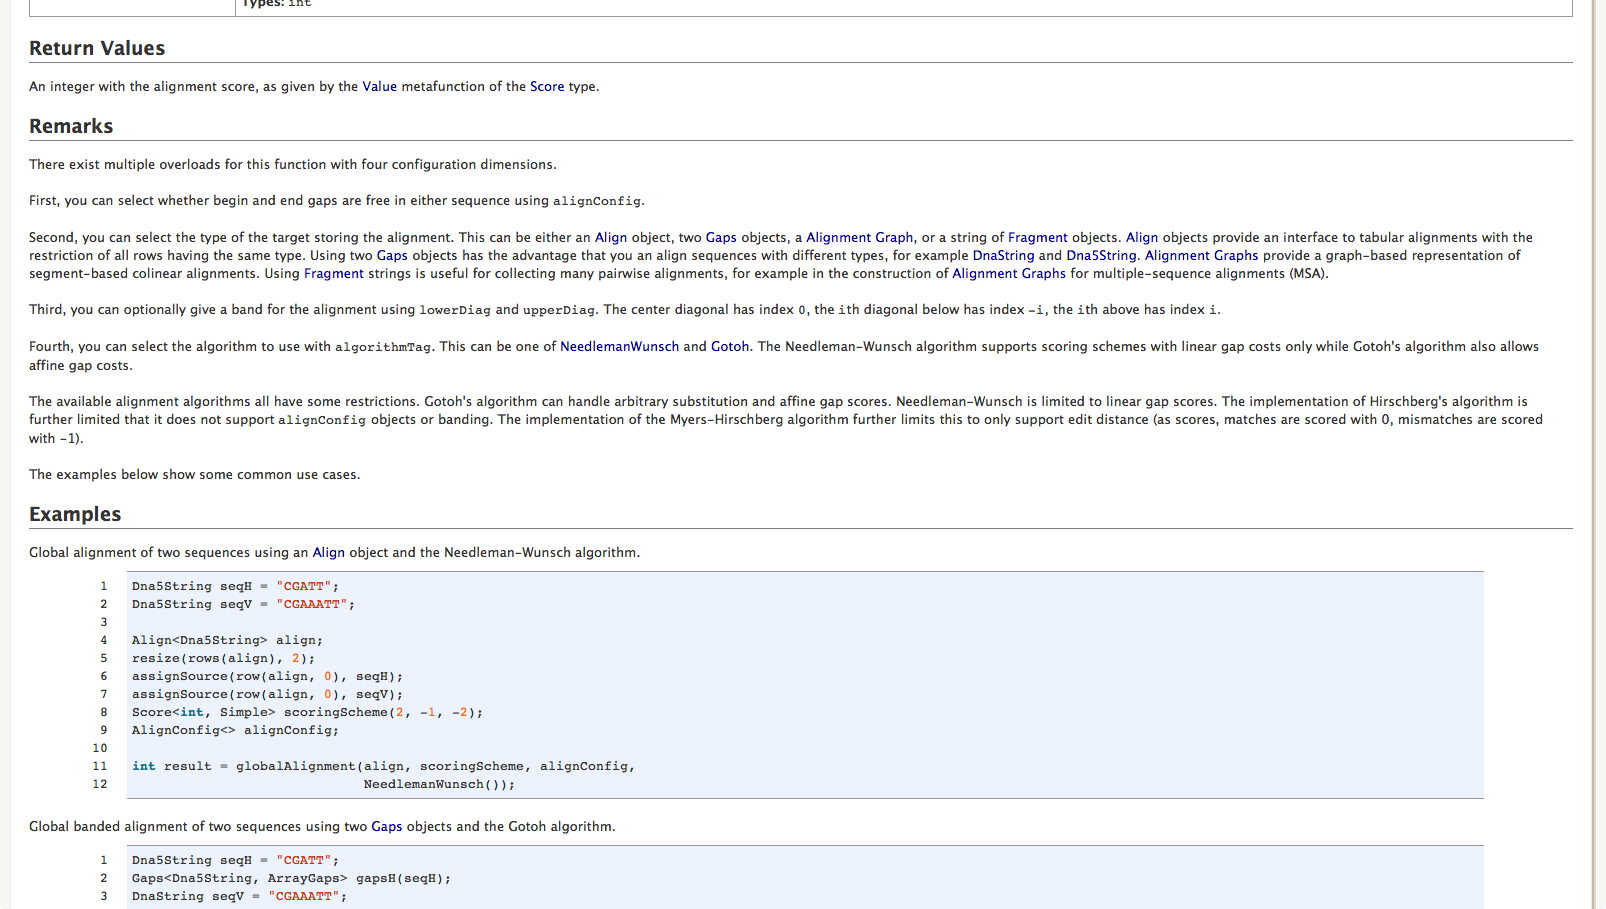 Types: int
Return Values
An integer with the alignment score, as given by the Value metafunction of the Score type.
Remarks
There exist multiple overloads for this function with four configuration dimensions.
First, you can select whether begin and end gaps are free in either sequence using alignConfig.
Second, you can select the type of the target storing the alignment. This can be either an Align object, two Gaps objects, a Alignment Graph, or a string of Fragment objects. Align objects provide an interface to tabular alignments with the
restriction of all rows having the same type. Using two Gaps objects has the advantage that you an align sequences with different types, for example DnaString and Dna5String. Alignment Graphs provide a graph-based representation of
segment-based colinear alignments. Using Fragment strings is useful for collecting many pairwise alignments, for example in the construction of Alignment Graphs for multiple-sequence alignments (MSA).
Third, you can optionally give a band for the alignment using lowerDiag and upperDiag. The center diagonal has index 0, the ith diagonal below has index -i, the ith above has index i.
Fourth, you can select the algorithm to use with algorithmTag. This can be one of NeedlemanWunsch and Gotoh. The Needleman-Wunsch algorithm supports scoring schemes with linear gap costs only while Gotoh's algorithm also allows
affine gap costs.
The available alignment algorithms all have some restrictions. Gotoh's algorithm can handle arbitrary substitution and affine gap scores. Needleman-Wunsch is limited to linear gap scores. The implementation of Hirschberg's algorithm is
further limited that it does not support alignConfig objects or banding. The implementation of the Myers-Hirschberg algorithm further limits this to only support edit distance (as scores, matches are scored with 0, mismatches are scored
with -1).
The examples below show some common use cases.
Examples
Global alignment of two sequences using an Align object and the Needleman-Wunsch algorithm.
1 Dna5String seqH = "CGATT";
2 Dna5String seqV = "CGAAATT";
3
4 Align<Dna5String> align;
5 resize(rows(align), 2);
6 assignSource(row(align, 0), seqH);
7 assignSource(row(align, 0), seqV);
8 Score<int, Simple> scoringScheme(2, -1, -2);
9 AlignConfig<> alignConfig;
10
11 int result = globalAlignment(align, scoringScheme, alignConfig,
12 NeedlemanWunsch());
Global banded alignment of two sequences using two Gaps objects and the Gotoh algorithm.
1 Dna5String seqH = "CGATT";
2 Gaps<Dna5String, ArrayGaps> gapsH(seqH);
3 DnaString seqV = "CGAAATT";